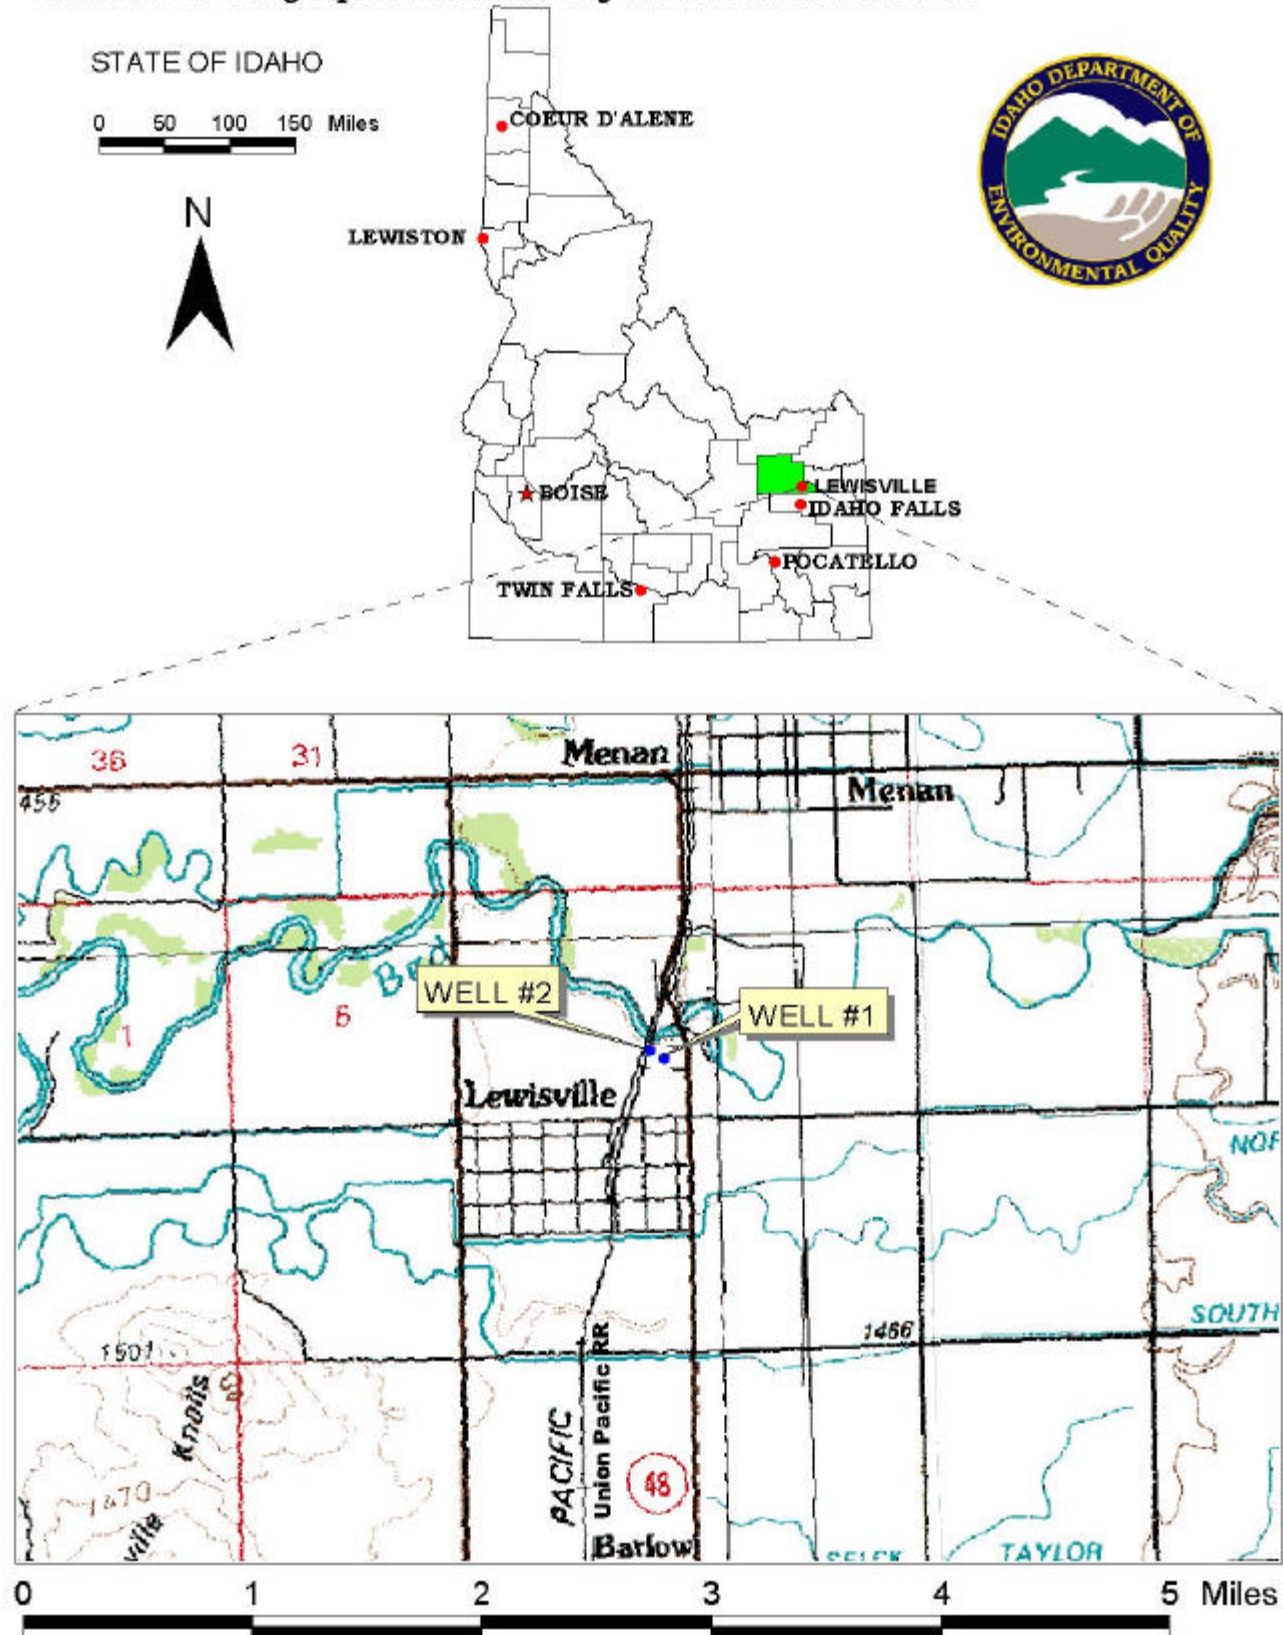 STATE OF IDAHO
0 50 100 150 Miles
N
COEUR D'ALENE
LEWISTON
IDAHO DEPARTMENT OF
ENVIRONMENTAL QUALITY
BOISE
LEWISVILLE
IDAHO FALLS
POCATELLO
TWIN FALLS
36
31
Menan
Menan
455
WELL #2
WELL #1
6
1
Lewisville
NOR
SOUTH
1466
1501
Knolls
1470
ville
PACIFIC
Union Pacific RR
48
Barlow
TAYLOR
0 1 2 3 4 5 Miles